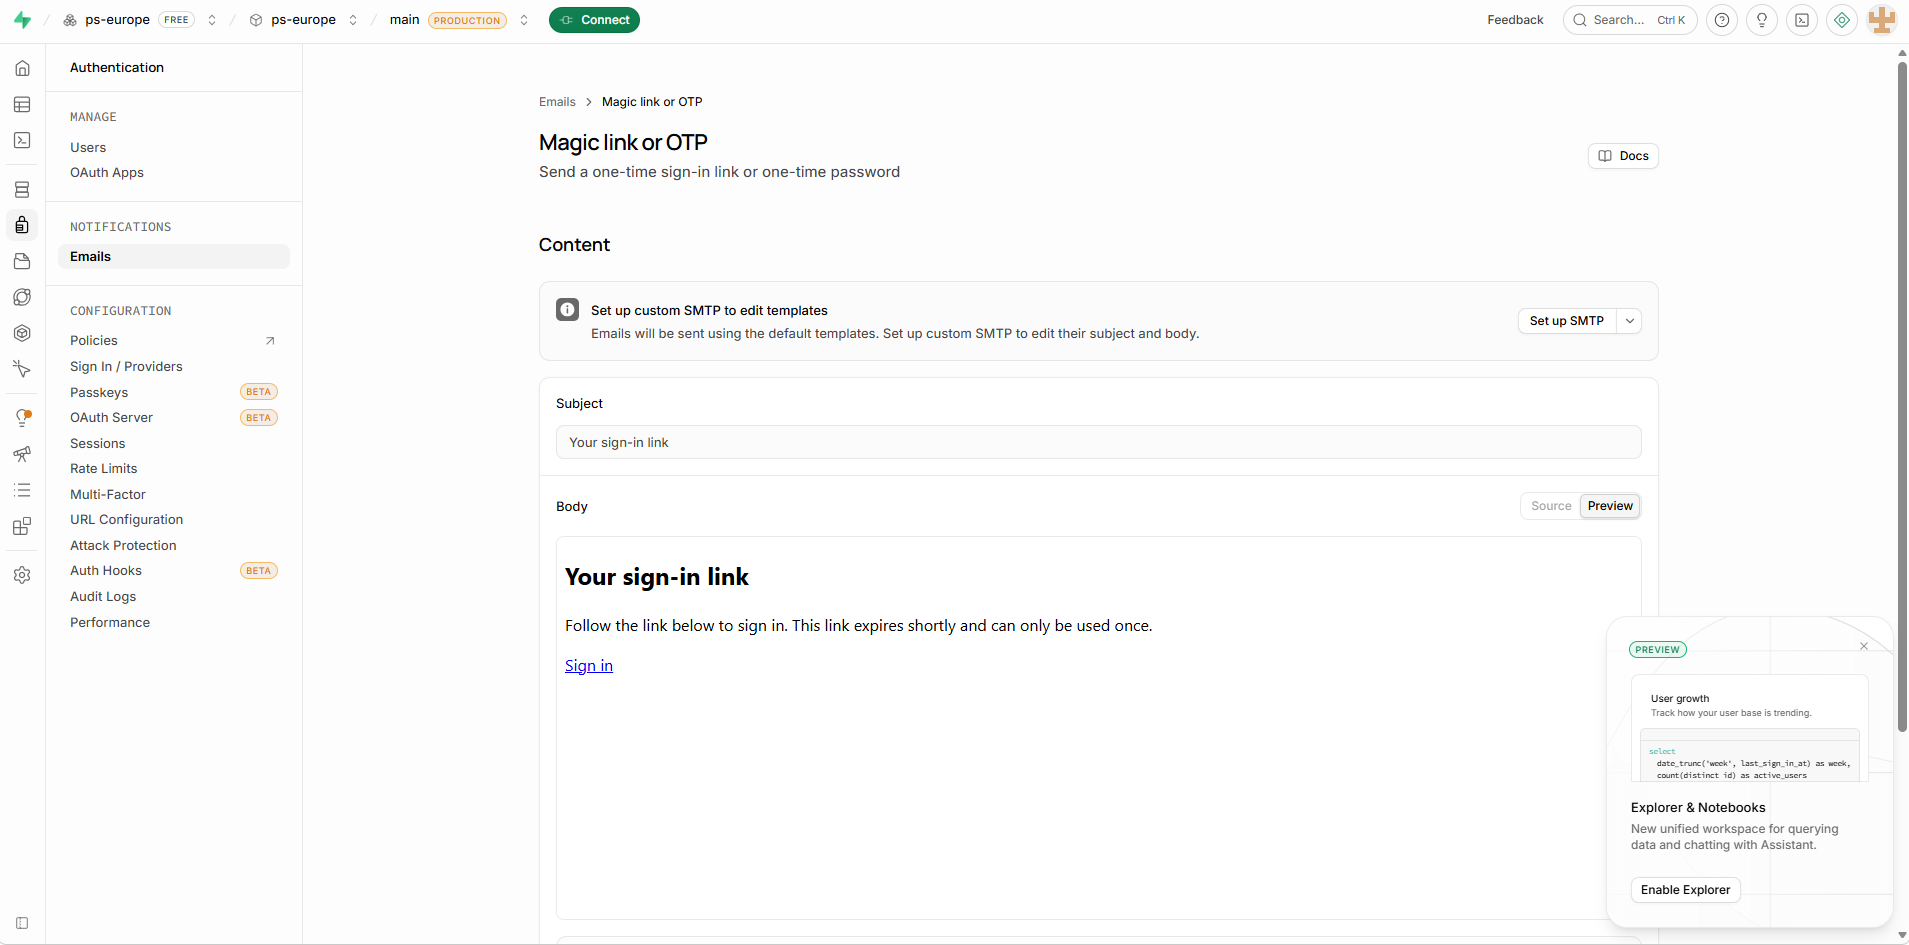 ps-europe FREE ps-europe main PRODUCTION Connect Feedback Search... Ctrl K
Authentication
MANAGE
Users
OAuth Apps
NOTIFICATIONS
Emails
CONFIGURATION
Policies
Sign In / Providers
Passkeys BETA
OAuth Server BETA
Sessions
Rate Limits
Multi-Factor
URL Configuration
Attack Protection
Auth Hooks BETA
Audit Logs
Performance
Emails > Magic link or OTP
Magic link or OTP
Send a one-time sign-in link or one-time password
Docs
Content
Set up custom SMTP to edit templates
Emails will be sent using the default templates. Set up custom SMTP to edit their subject and body.
Set up SMTP
Subject
Your sign-in link
Body
Source Preview
Your sign-in link
Follow the link below to sign in. This link expires shortly and can only be used once.
Sign in
PREVIEW
User growth
Track how your user base is trending.
select
date_trunc('week', last_sign_in_at) as week,
count(distinct id) as active_users
Explorer & Notebooks
New unified workspace for querying
data and chatting with Assistant.
Enable Explorer